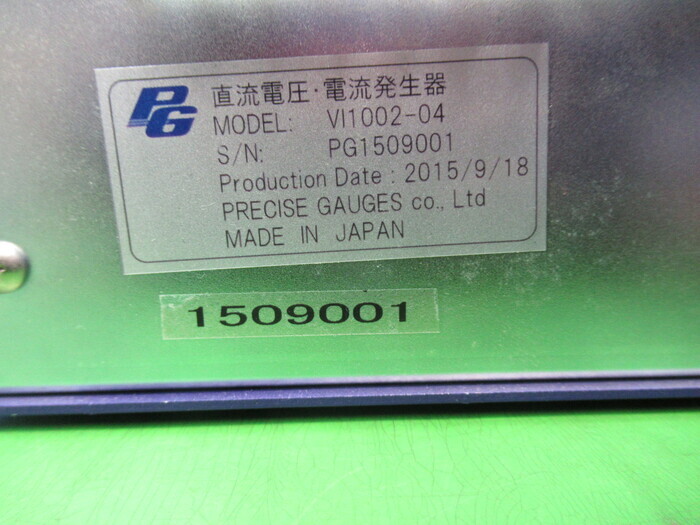 PG
直流電圧・電流発生器
MODEL: VI1002-04
S/N: PG1509001
Production Date : 2015/9/18
PRECISE GAUGES co., Ltd
MADE IN JAPAN
1509001